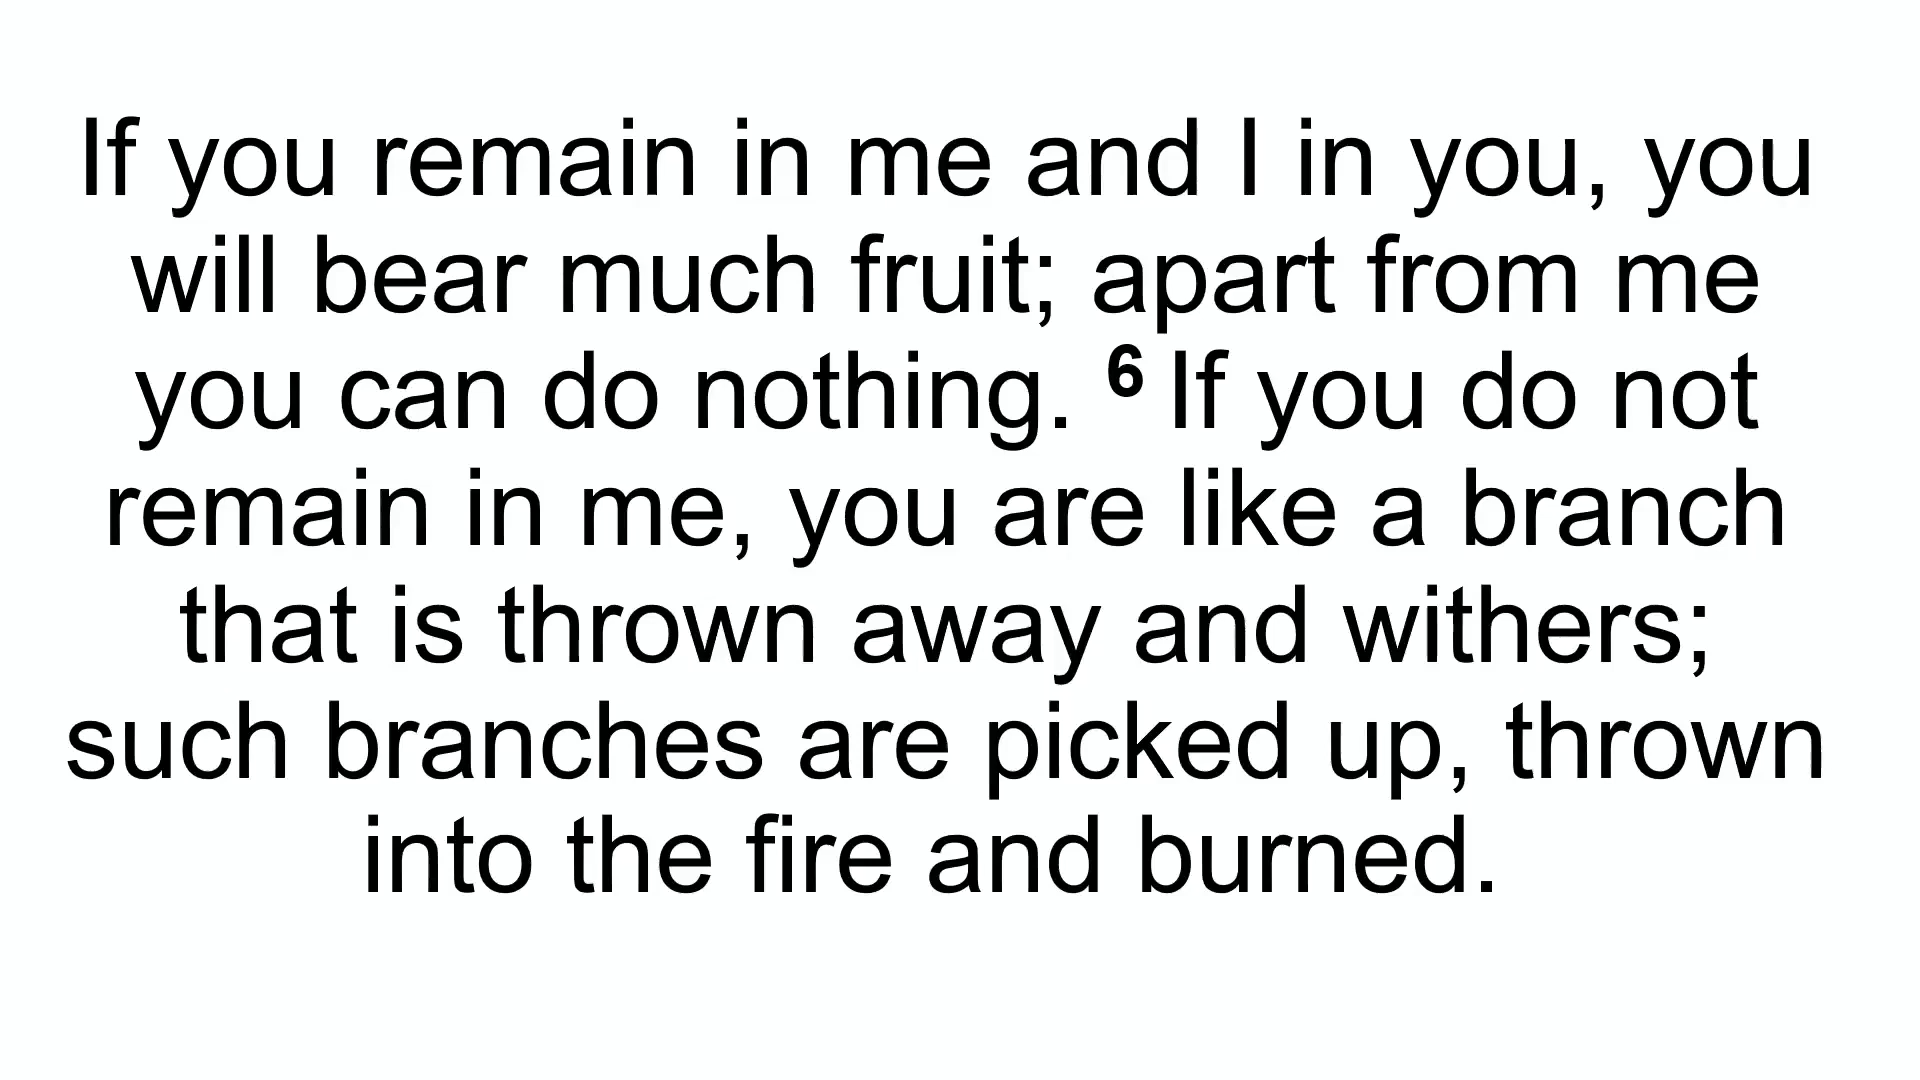 If you remain in me and I in you, you
will bear much fruit; apart from me
you can do nothing. 6 If you do not
remain in me, you are like a branch
that is thrown away and withers;
such branches are picked up, thrown
into the fire and burned.